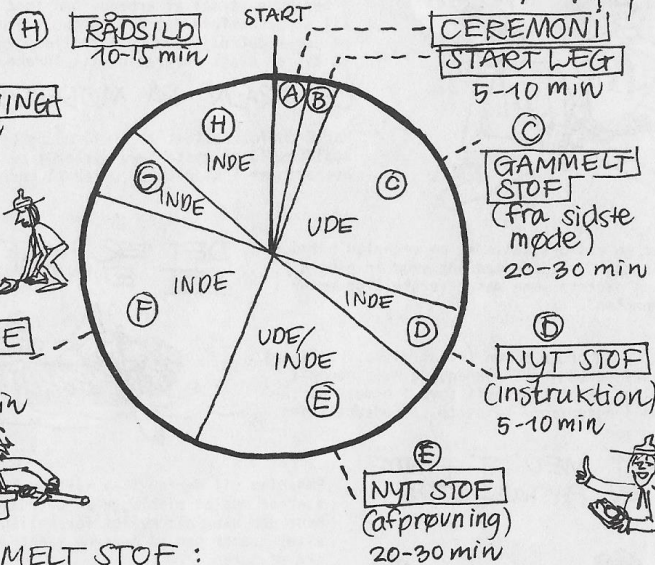 START
(H) RÅDSILD
10-15 min
CEREMONI
START LEG
5-10 min
(A)
(B)
(H)
INDE
(G)
INDE
(C)
UDE
(C)
GAMMELT
STOF
(fra sidste
møde)
20-30 min
(F)
INDE
INDE
(D)
UDE/
INDE
(E)
(D)
NYT STOF
(instruktion)
5-10 min
(E)
NYT STOF
(afprøvning)
20-30 min
MELT STOF :